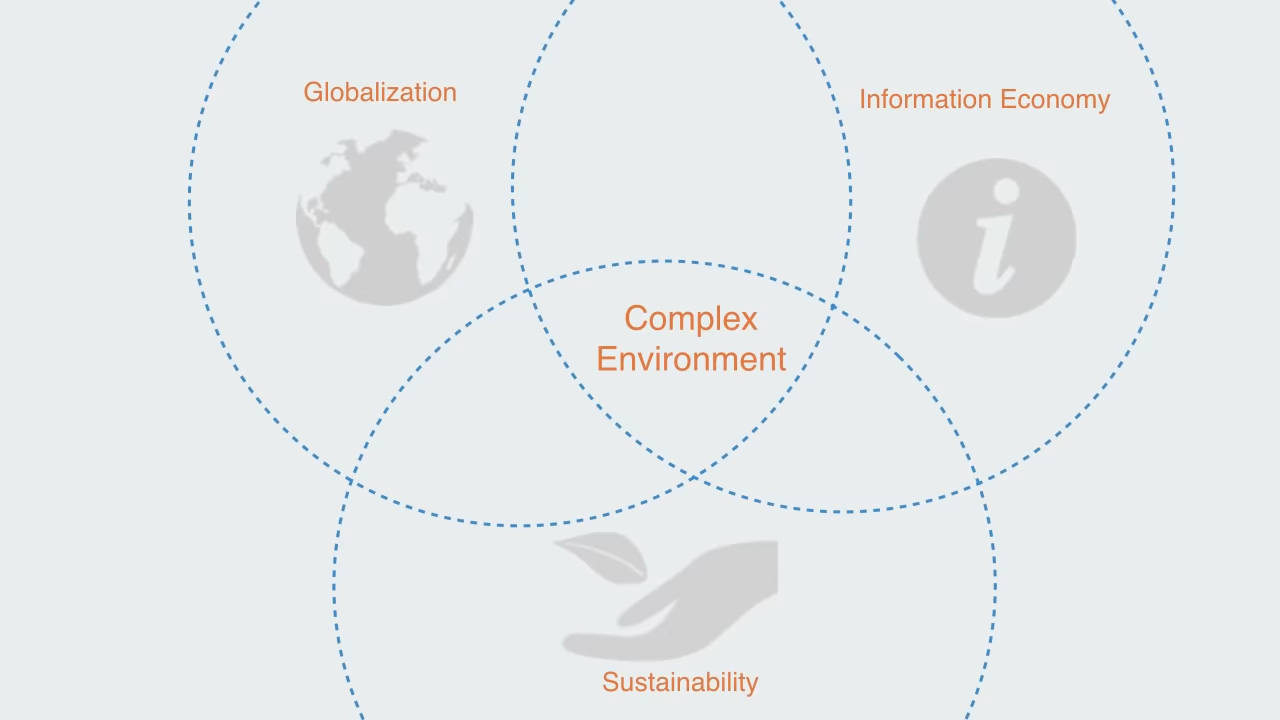 Globalization
Information Economy
Complex
Environment
Sustainability